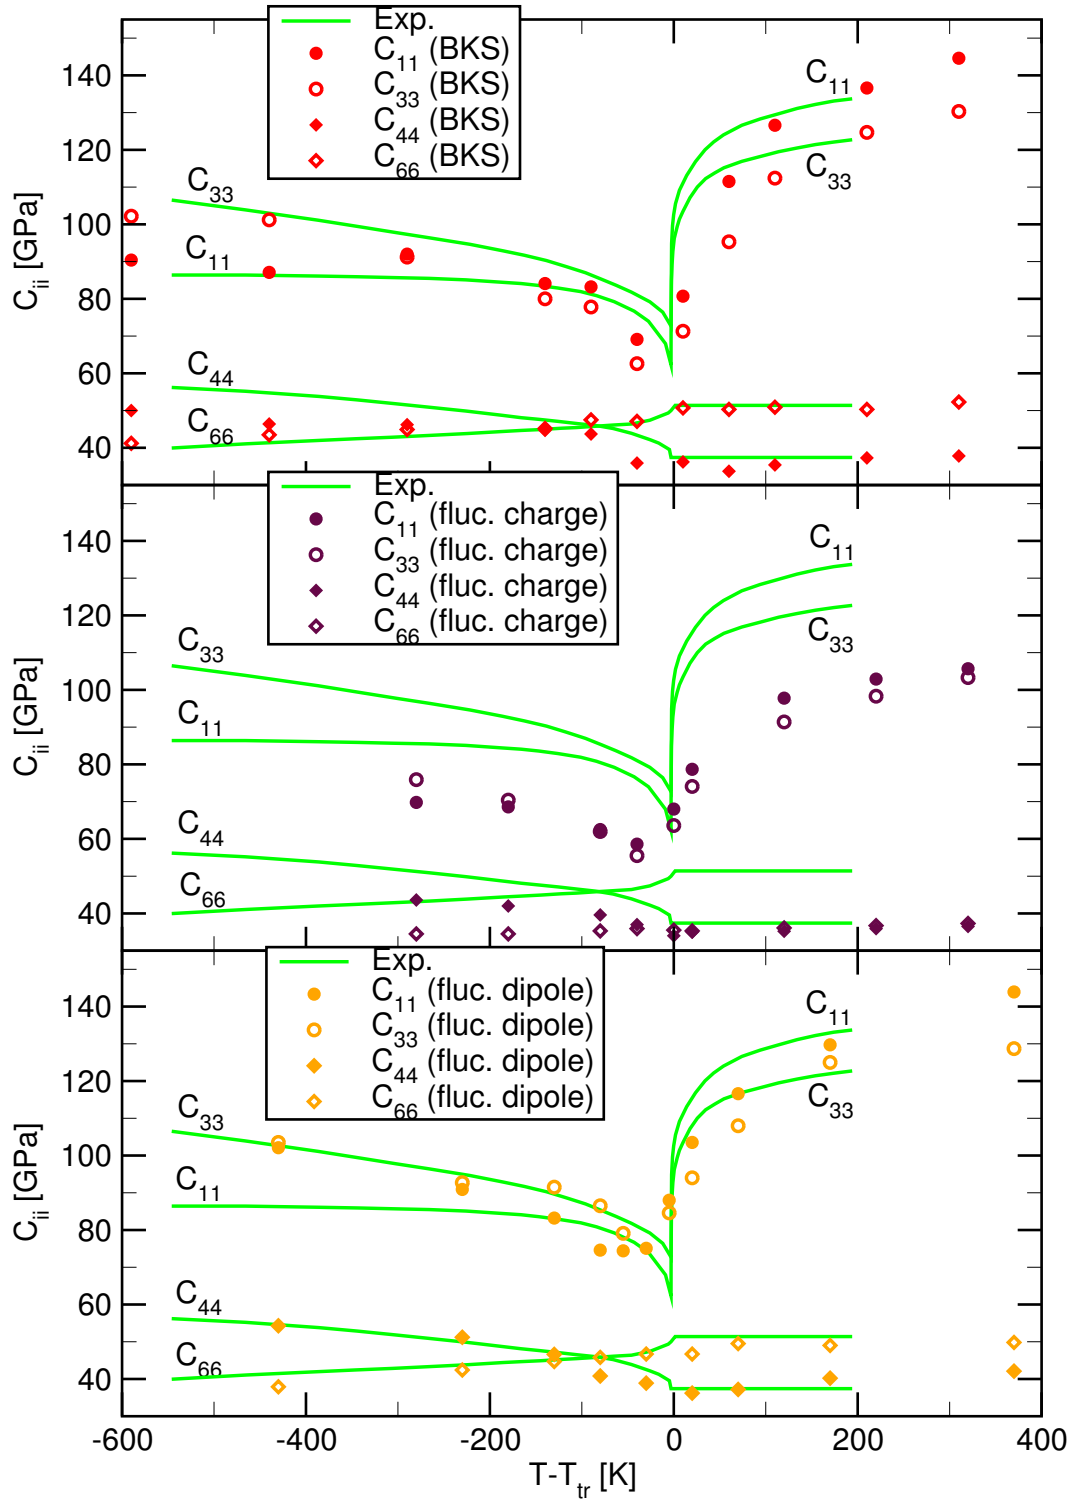 Exp.
C11 (BKS)
C33 (BKS)
C44 (BKS)
C66 (BKS)
140
120
100
80
60
40
Cii [GPa]
C33
C11
C44
C66
C11
C33
Exp.
C11 (fluc. charge)
C33 (fluc. charge)
C44 (fluc. charge)
C66 (fluc. charge)
140
120
100
80
60
40
Cii [GPa]
C33
C11
C44
C66
C11
C33
Exp.
C11 (fluc. dipole)
C33 (fluc. dipole)
C44 (fluc. dipole)
C66 (fluc. dipole)
140
120
100
80
60
40
Cii [GPa]
C33
C11
C44
C66
C11
C33
-600 -400 -200 0 200 400
T-Ttr [K]